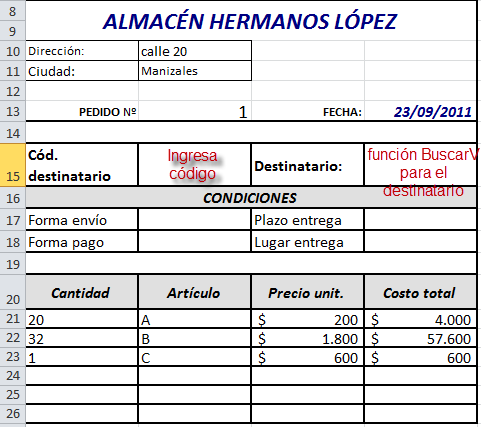 8
9
ALMACÉN HERMANOS LÓPEZ
10 Dirección: calle 20
11 Ciudad: Manizales
12
13 PEDIDO Nº 1 FECHA: 23/09/2011
14
15 Cód. destinatario Ingresa código Destinatario: función BuscarV para el destinatario
16 CONDICIONES
17 Forma envío Plazo entrega
18 Forma pago Lugar entrega
19
20 Cantidad Artículo Precio unit. Costo total
21 20 A $ 200 $ 4.000
22 32 B $ 1.800 $ 57.600
23 1 C $ 600 $ 600
24
25
26